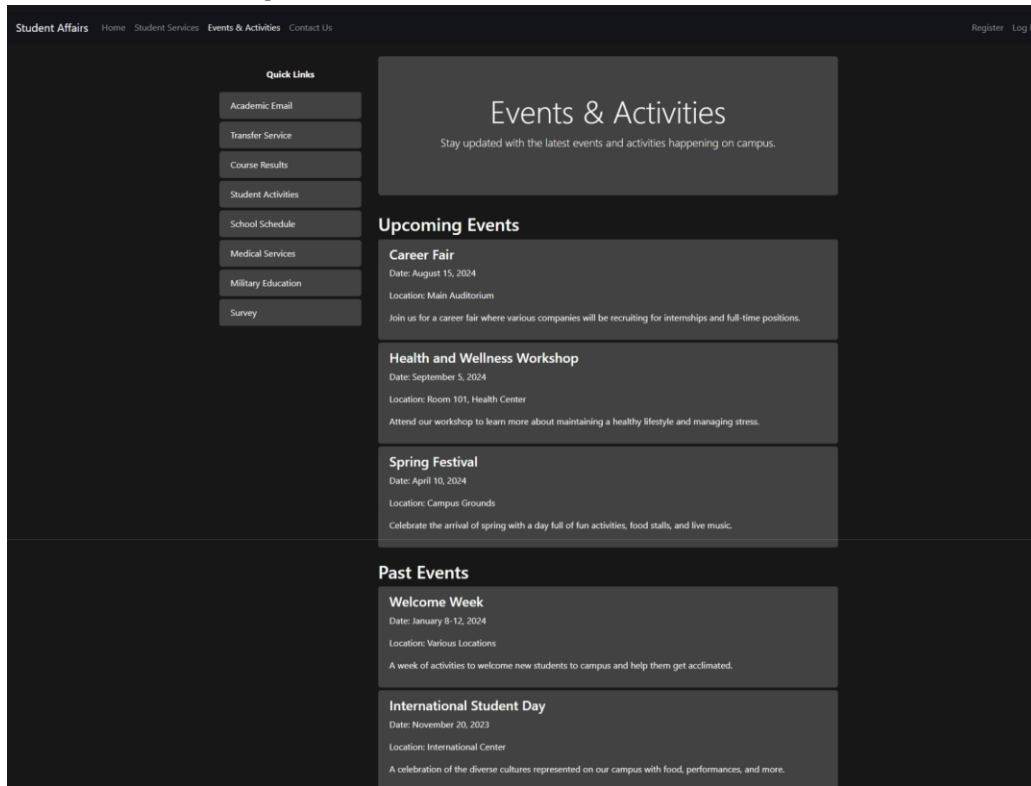 Student Affairs Home Student Services Events & Activities Contact Us Register Log
Quick Links
Academic Email
Transfer Service
Course Results
Student Activities
School Schedule
Medical Services
Military Education
Survey
Events & Activities
Stay updated with the latest events and activities happening on campus.
Upcoming Events
Career Fair
Date: August 15, 2024
Location: Main Auditorium
Join us for a career fair where various companies will be recruiting for internships and full-time positions.
Health and Wellness Workshop
Date: September 5, 2024
Location: Room 101, Health Center
Attend our workshop to learn more about maintaining a healthy lifestyle and managing stress.
Spring Festival
Date: April 10, 2024
Location: Campus Grounds
Celebrate the arrival of spring with a day full of fun activities, food stalls, and live music.
Past Events
Welcome Week
Date: January 8-12, 2024
Location: Various Locations
A week of activities to welcome new students to campus and help them get acclimated.
International Student Day
Date: November 20, 2023
Location: International Center
A celebration of the diverse cultures represented on our campus with food, performances, and more.